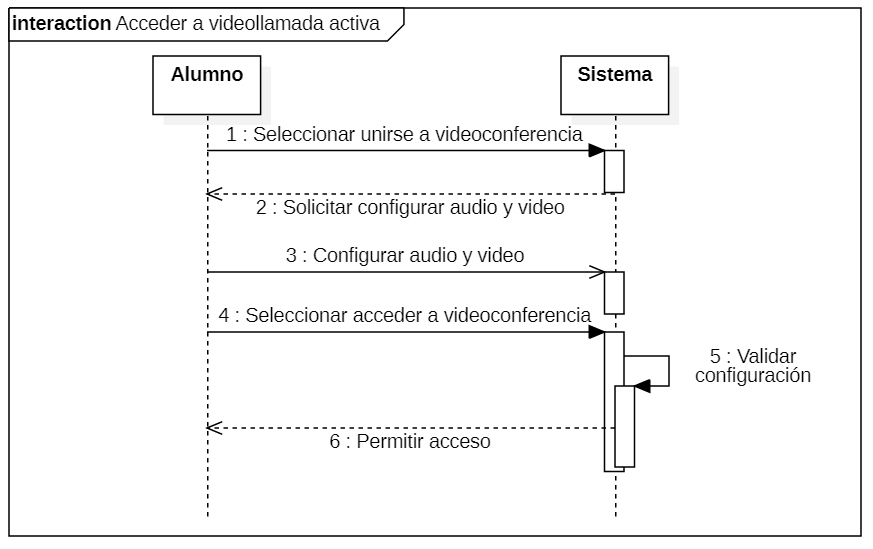 interaction Acceder a videollamada activa
Alumno
Sistema
1 : Seleccionar unirse a videoconferencia
2 : Solicitar configurar audio y video
3 : Configurar audio y video
4 : Seleccionar acceder a videoconferencia
5 : Validar
configuración
6 : Permitir acceso